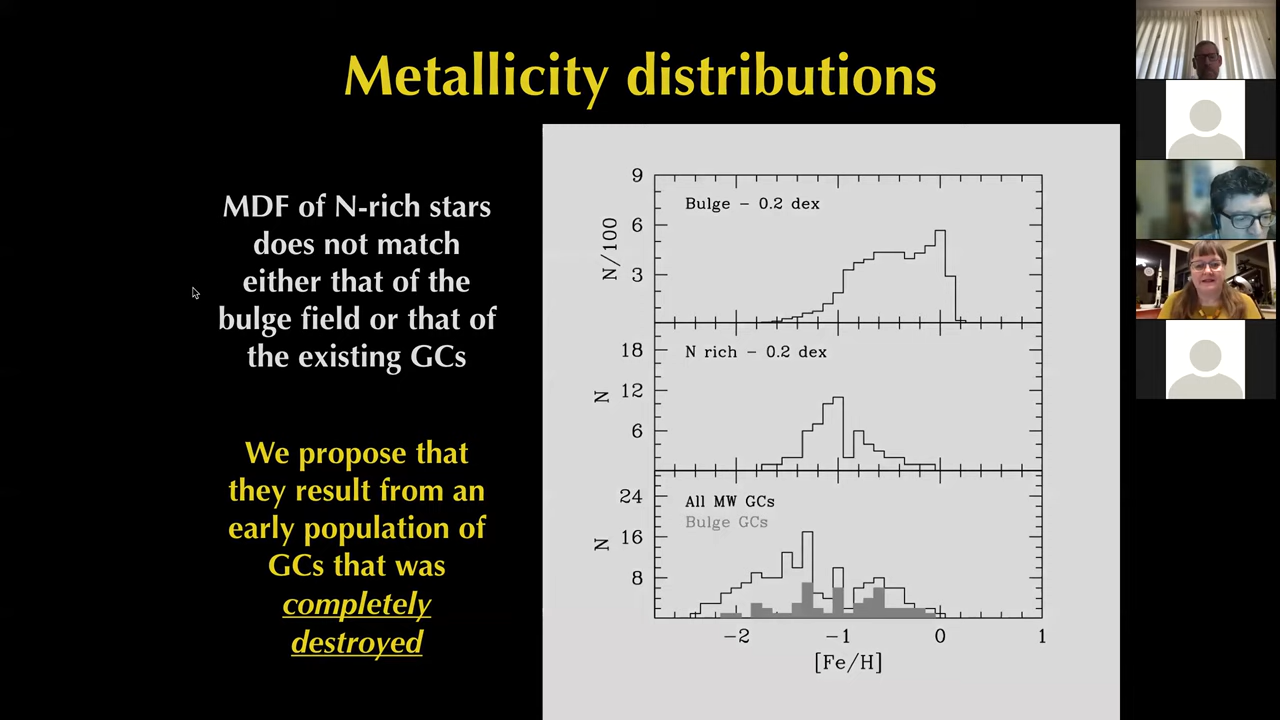 Metallicity distributions
MDF of N-rich stars
does not match
either that of the
bulge field or that of
the existing GCs
We propose that
they result from an
early population of
GCs that was
completely
destroyed
9
6
3
N/100
Bulge – 0.2 dex
18
12
6
N
N rich – 0.2 dex
24
16
8
N
All MW GCs
Bulge GCs
−2 −1 0 1
[Fe/H]